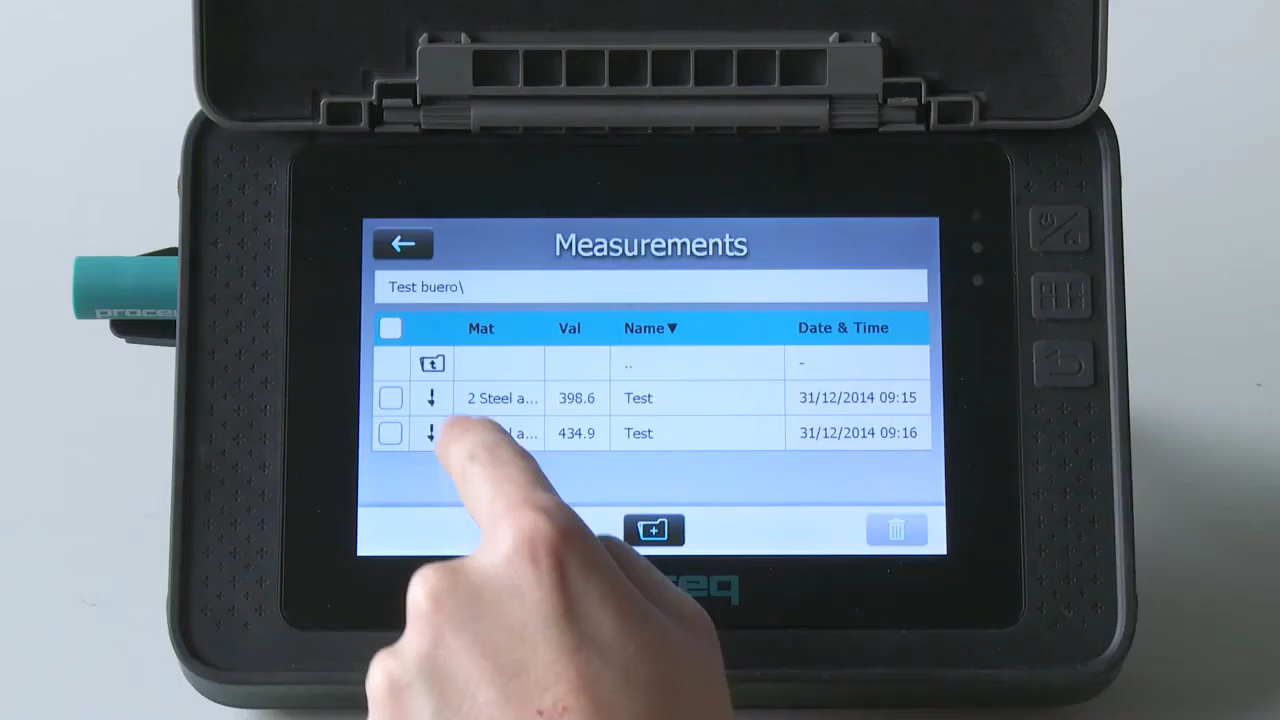 Measurements
Test buero\
Mat Val Name▼ Date & Time
.. -
2 Steel a... 398.6 Test 31/12/2014 09:15
a... 434.9 Test 31/12/2014 09:16